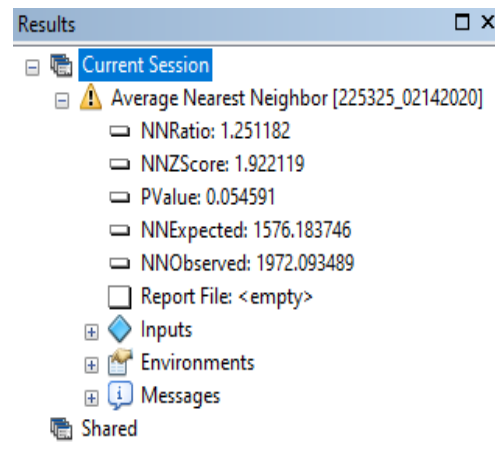 Results
Current Session
Average Nearest Neighbor [225325_02142020]
NNRatio: 1.251182
NNZScore: 1.922119
PValue: 0.054591
NNExpected: 1576.183746
NNObserved: 1972.093489
Report File: <empty>
Inputs
Environments
Messages
Shared